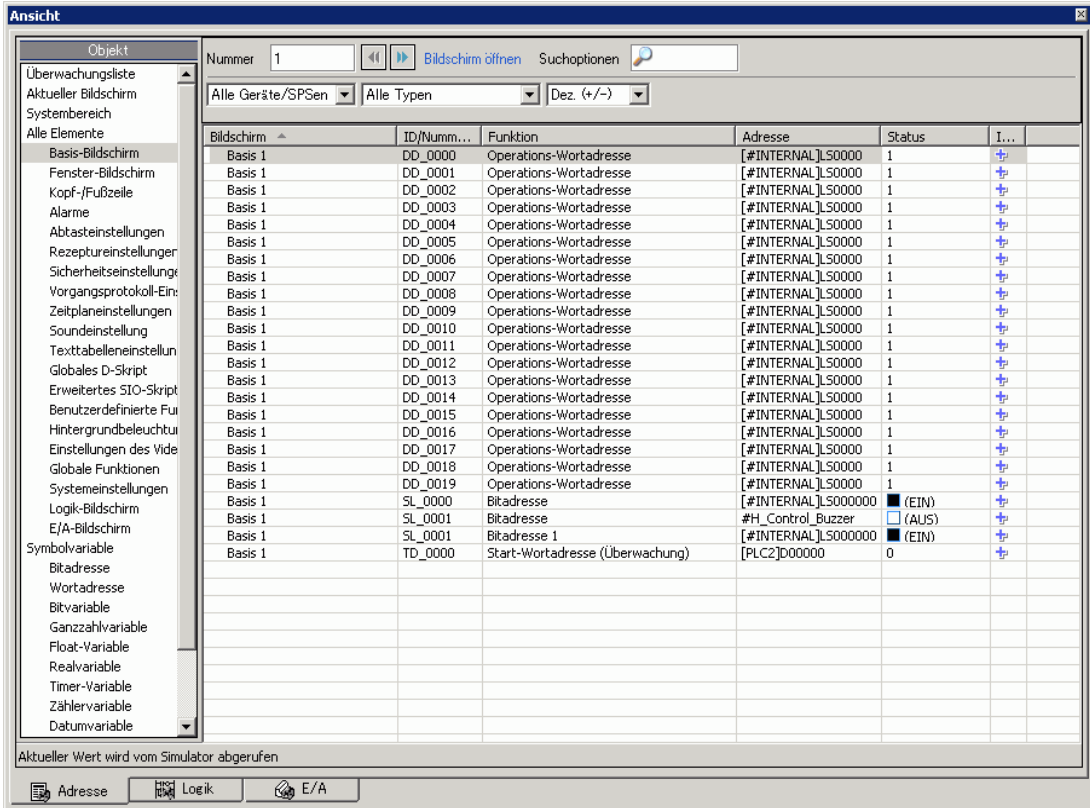 Ansicht
Objekt
Nummer 1 Bildschirm öffnen Suchoptionen
Alle Geräte/SPSen Alle Typen Dez. (+/-)
Überwachungsliste
Aktueller Bildschirm
Systembereich
Alle Elemente
Basis-Bildschirm
Fenster-Bildschirm
Kopf-/Fußzeile
Alarme
Abtasteinstellungen
Rezeptureinstellungen
Sicherheitseinstellunge
Vorgangsprotokoll-Eins
Zeitplaneinstellungen
Soundeinstellung
Texttabelleneinstellun
Globales D-Skript
Erweitertes SIO-Skript
Benutzerdefinierte Fu
Hintergrundbeleuchtu
Einstellungen des Vide
Globale Funktionen
Systemeinstellungen
Logik-Bildschirm
E/A-Bildschirm
Symbolvariable
Bitadresse
Wortadresse
Bitvariable
Ganzzahlvariable
Float-Variable
Realvariable
Timer-Variable
Zählervariable
Datumvariable
Bildschirm ID/Numm... Funktion Adresse Status I...
Basis 1 DD_0000 Operations-Wortadresse [#INTERNAL]LS0000 1
Basis 1 DD_0001 Operations-Wortadresse [#INTERNAL]LS0000 1
Basis 1 DD_0002 Operations-Wortadresse [#INTERNAL]LS0000 1
Basis 1 DD_0003 Operations-Wortadresse [#INTERNAL]LS0000 1
Basis 1 DD_0004 Operations-Wortadresse [#INTERNAL]LS0000 1
Basis 1 DD_0005 Operations-Wortadresse [#INTERNAL]LS0000 1
Basis 1 DD_0006 Operations-Wortadresse [#INTERNAL]LS0000 1
Basis 1 DD_0007 Operations-Wortadresse [#INTERNAL]LS0000 1
Basis 1 DD_0008 Operations-Wortadresse [#INTERNAL]LS0000 1
Basis 1 DD_0009 Operations-Wortadresse [#INTERNAL]LS0000 1
Basis 1 DD_0010 Operations-Wortadresse [#INTERNAL]LS0000 1
Basis 1 DD_0011 Operations-Wortadresse [#INTERNAL]LS0000 1
Basis 1 DD_0012 Operations-Wortadresse [#INTERNAL]LS0000 1
Basis 1 DD_0013 Operations-Wortadresse [#INTERNAL]LS0000 1
Basis 1 DD_0014 Operations-Wortadresse [#INTERNAL]LS0000 1
Basis 1 DD_0015 Operations-Wortadresse [#INTERNAL]LS0000 1
Basis 1 DD_0016 Operations-Wortadresse [#INTERNAL]LS0000 1
Basis 1 DD_0017 Operations-Wortadresse [#INTERNAL]LS0000 1
Basis 1 DD_0018 Operations-Wortadresse [#INTERNAL]LS0000 1
Basis 1 DD_0019 Operations-Wortadresse [#INTERNAL]LS0000 1
Basis 1 SL_0000 Bitadresse [#INTERNAL]LS000000 (EIN)
Basis 1 SL_0001 Bitadresse #H_Control_Buzzer (AUS)
Basis 1 SL_0001 Bitadresse 1 [#INTERNAL]LS000000 (EIN)
Basis 1 TD_0000 Start-Wortadresse (Überwachung) [PLC2]D00000 0
Aktueller Wert wird vom Simulator abgerufen
Adresse Logik E/A